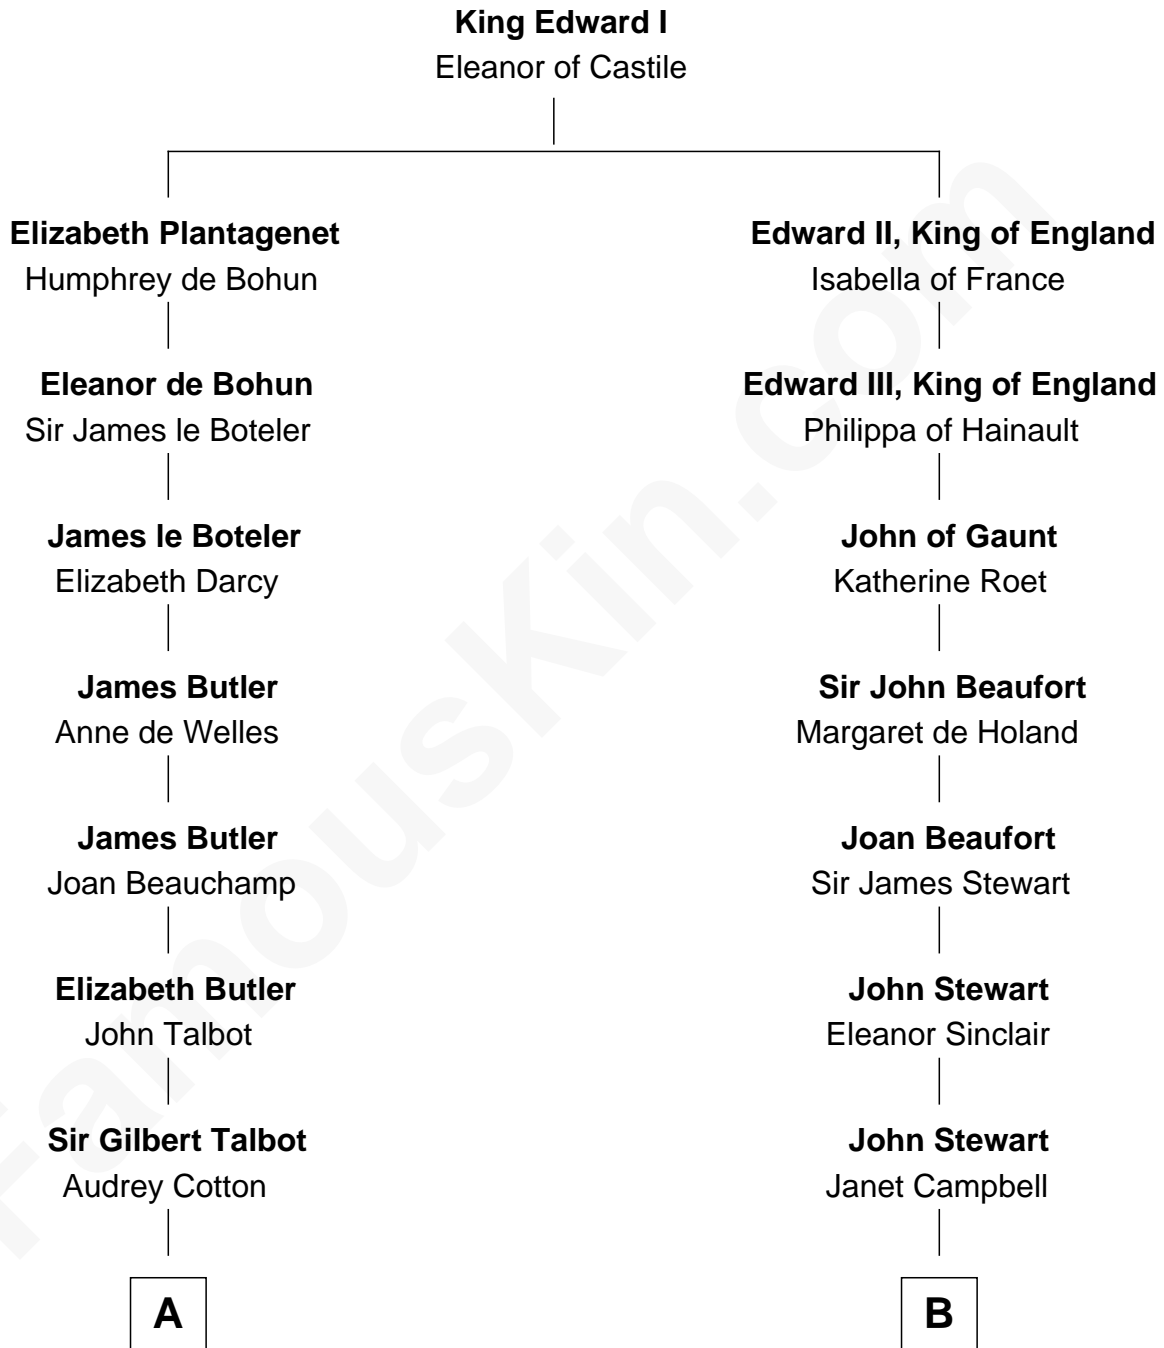 King Edward I
Eleanor of Castile
Elizabeth Plantagenet
Humphrey de Bohun
Edward II, King of England
Isabella of France
Eleanor de Bohun
Sir James le Boteler
Edward III, King of England
Philippa of Hainault
James le Boteler
Elizabeth Darcy
John of Gaunt
Katherine Roet
James Butler
Anne de Welles
Sir John Beaufort
Margaret de Holand
James Butler
Joan Beauchamp
Joan Beaufort
Sir James Stewart
Elizabeth Butler
John Talbot
John Stewart
Eleanor Sinclair
Sir Gilbert Talbot
Audrey Cotton
John Stewart
Janet Campbell
A
B
FamousKin.com